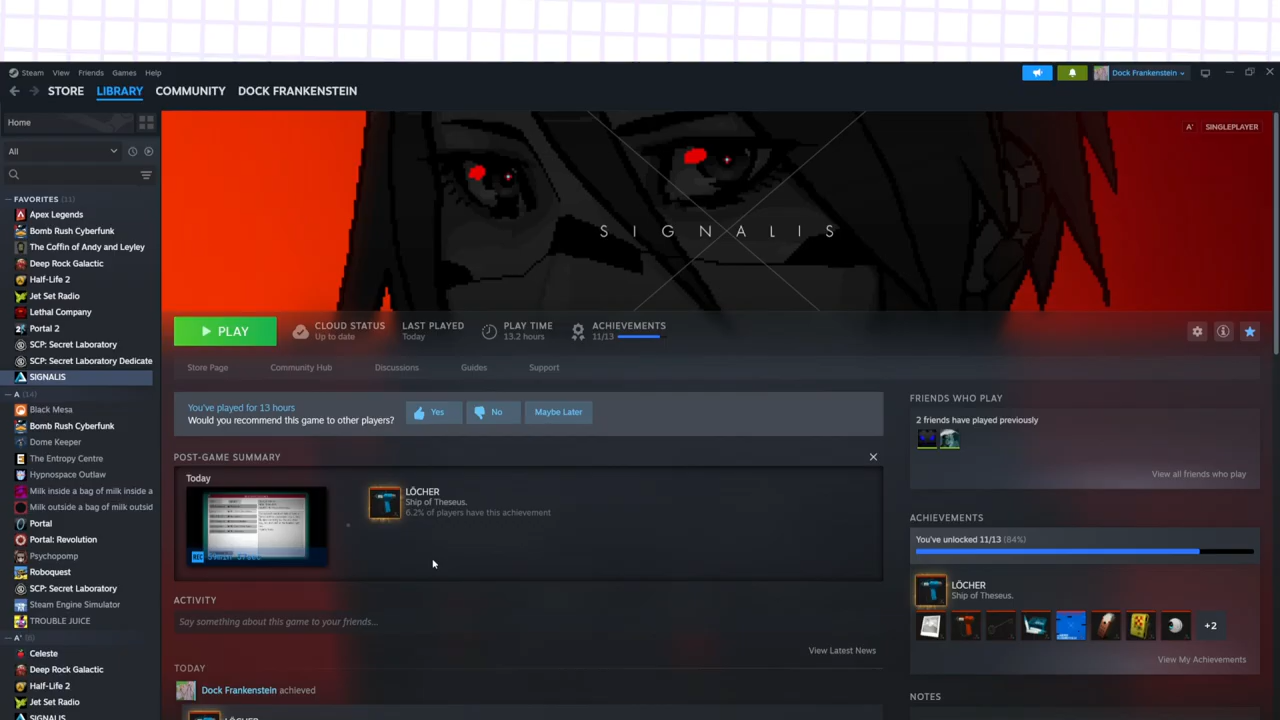 Steam View Friends Games Help
Dock Frankenstein
STORE LIBRARY COMMUNITY DOCK FRANKENSTEIN
Home
All
FAVORITES (11)
Apex Legends
Bomb Rush Cyberfunk
The Coffin of Andy and Leyley
Deep Rock Galactic
Half-Life 2
Jet Set Radio
Lethal Company
Portal 2
SCP: Secret Laboratory
SCP: Secret Laboratory Dedicate
SIGNALIS
A (14)
Black Mesa
Bomb Rush Cyberfunk
Dome Keeper
The Entropy Centre
Hypnospace Outlaw
Milk inside a bag of milk inside a
Milk outside a bag of milk outsid
Portal
Portal: Revolution
Psychopomp
Roboquest
SCP: Secret Laboratory
Steam Engine Simulator
TROUBLE JUICE
A+ (6)
Celeste
Deep Rock Galactic
Half-Life 2
Jet Set Radio
SIGNALIS
A+ SINGLEPLAYER
SIGNALIS
PLAY
CLOUD STATUS
Up to date
LAST PLAYED
Today
PLAY TIME
13.2 hours
ACHIEVEMENTS
11/13
Store Page Community Hub Discussions Guides Support
You've played for 13 hours
Would you recommend this game to other players?
Yes No Maybe Later
POST-GAME SUMMARY
Today
LÖCHER
Ship of Theseus.
6.2% of players have this achievement
ACTIVITY
Say something about this game to your friends...
View Latest News
TODAY
Dock Frankenstein achieved
LÖCHER
FRIENDS WHO PLAY
2 friends have played previously
View all friends who play
ACHIEVEMENTS
You've unlocked 11/13 (84%)
LÖCHER
Ship of Theseus.
+2
View My Achievements
NOTES